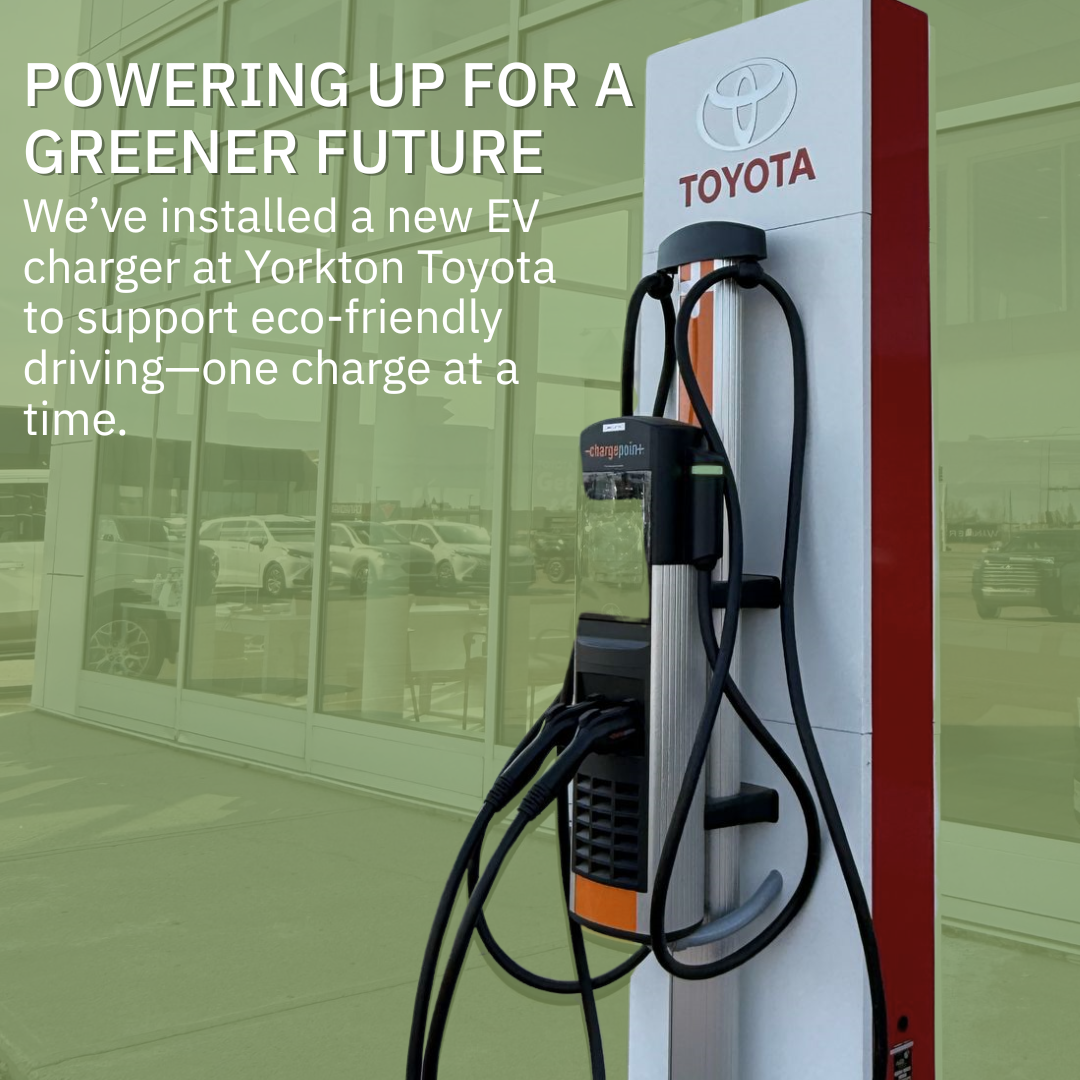 POWERING UP FOR A
GREENER FUTURE
We’ve installed a new EV
charger at Yorkton Toyota
to support eco-friendly
driving—one charge at a
time.
TOYOTA
chargepoin+